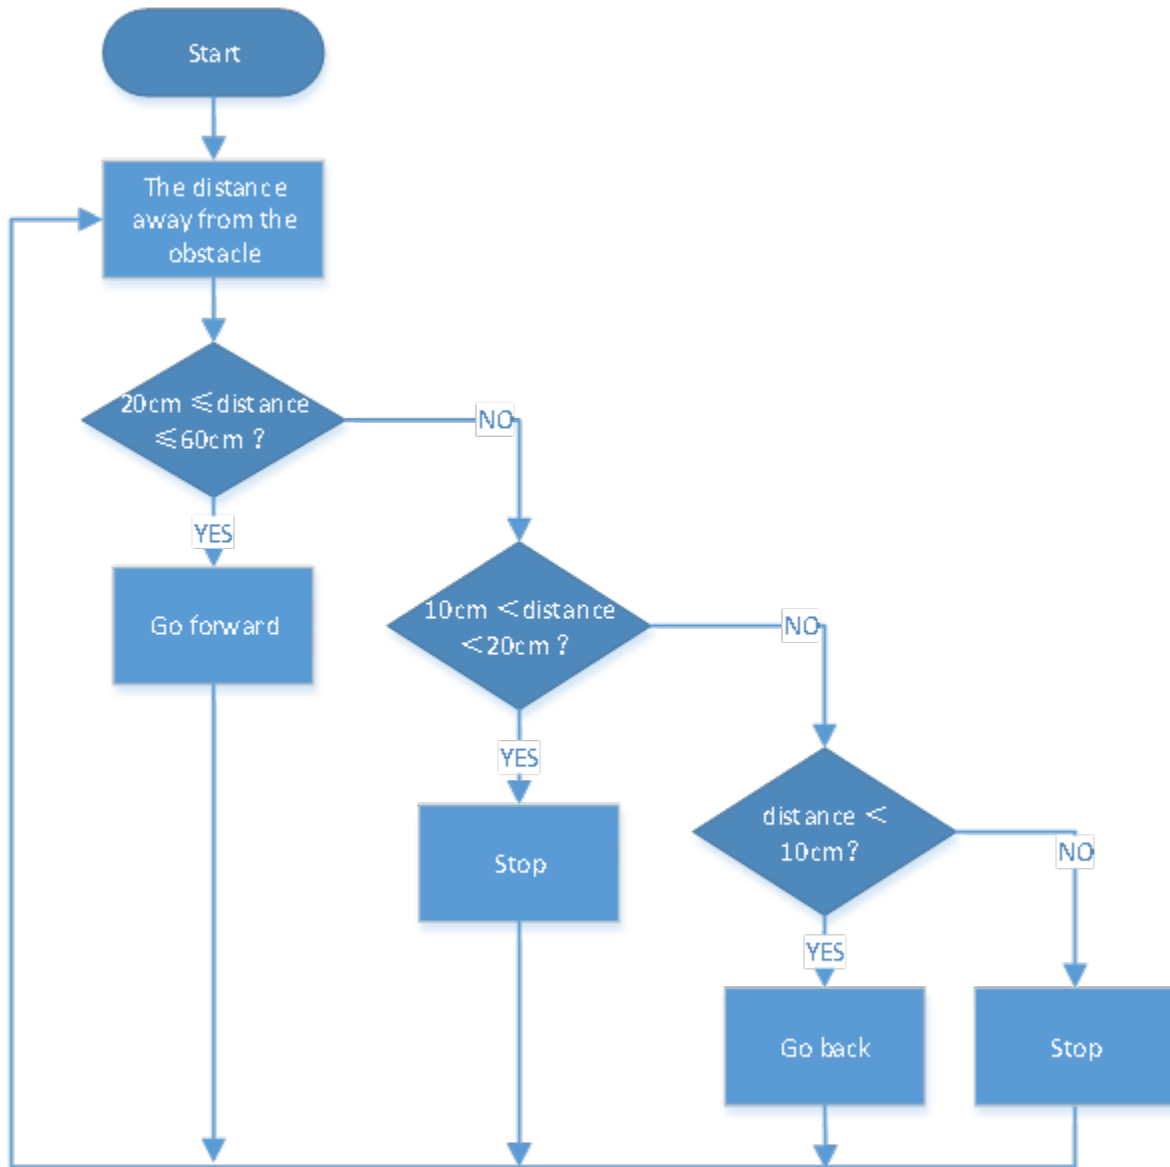 Start
The distance
away from the
obstacle
20cm ≤distance
≤60cm ?
NO
YES
Go forward
10cm <distance
<20cm ?
NO
YES
Stop
distance <
10cm?
NO
YES
Go back
Stop